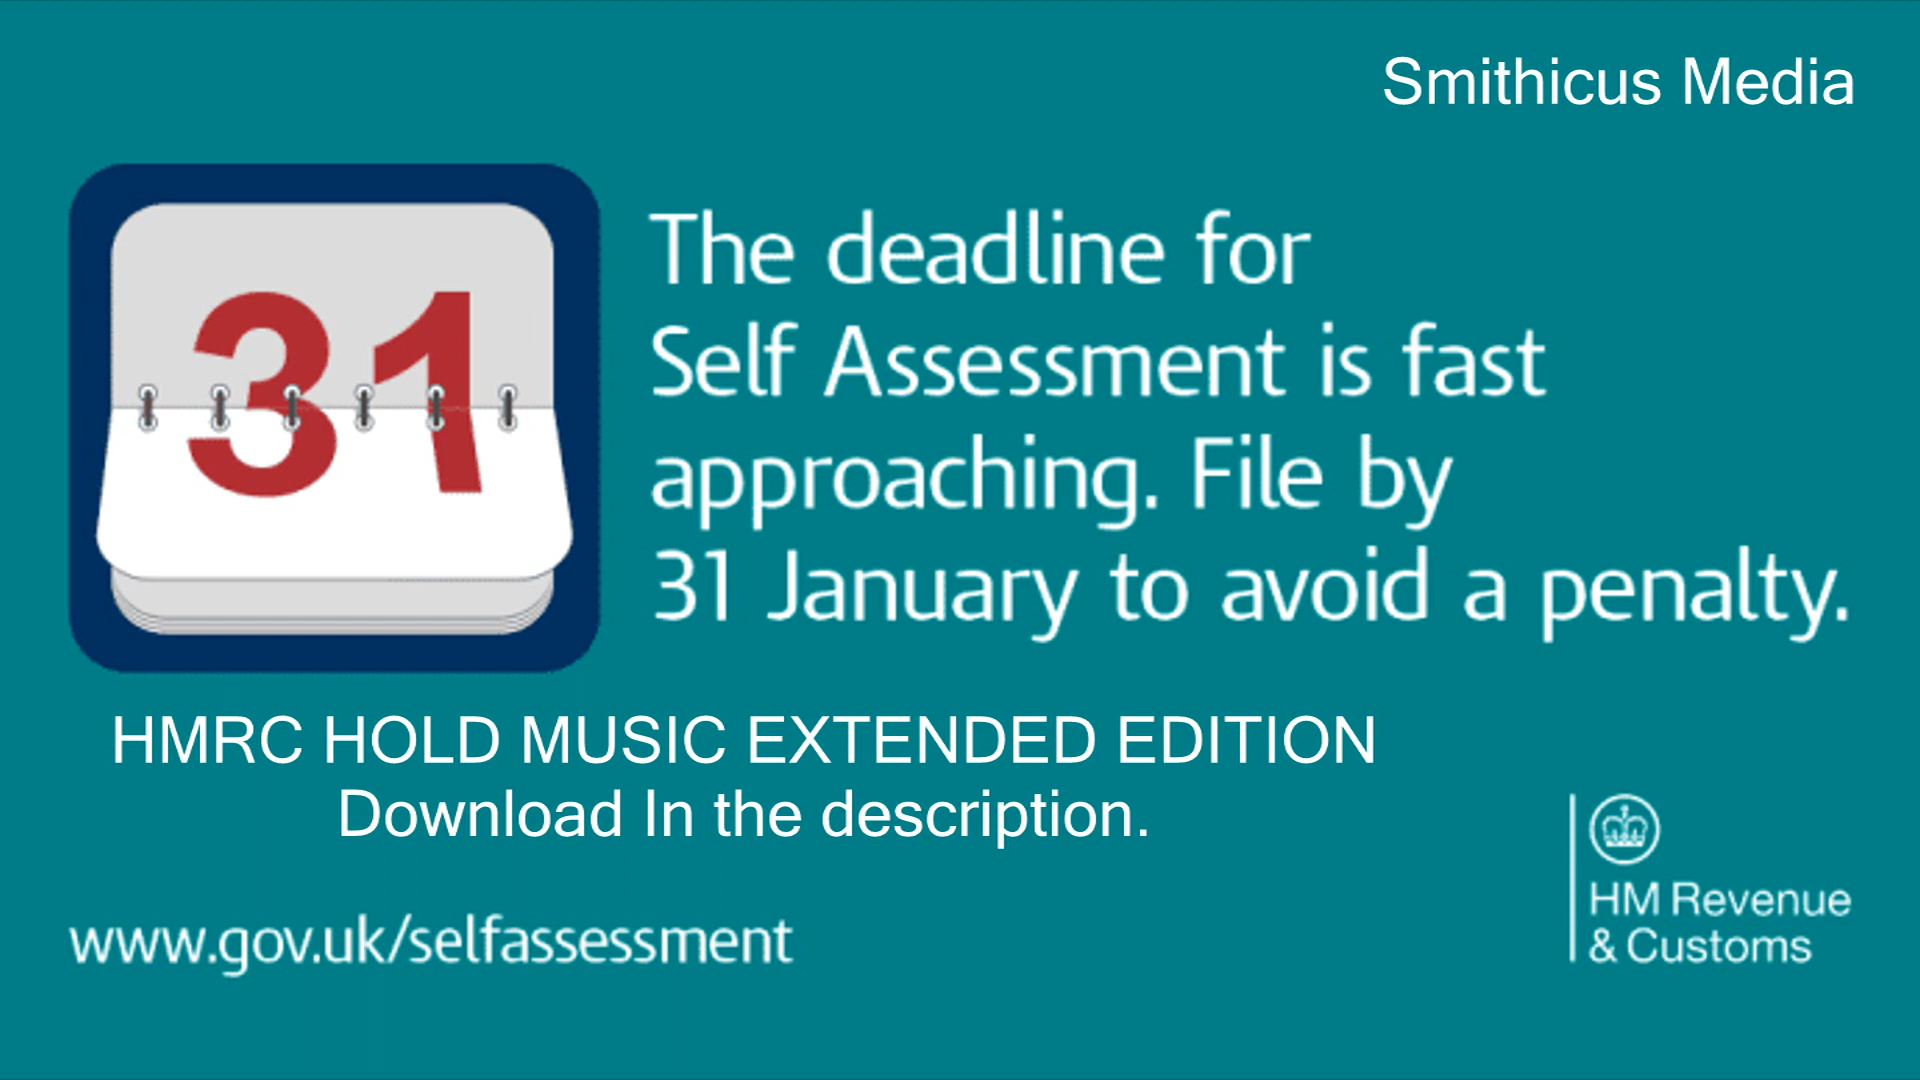 Smithicus Media
31
The deadline for
Self Assessment is fast
approaching. File by
31 January to avoid a penalty.
HMRC HOLD MUSIC EXTENDED EDITION
Download In the description.
www.gov.uk/selfassessment
HM Revenue
& Customs